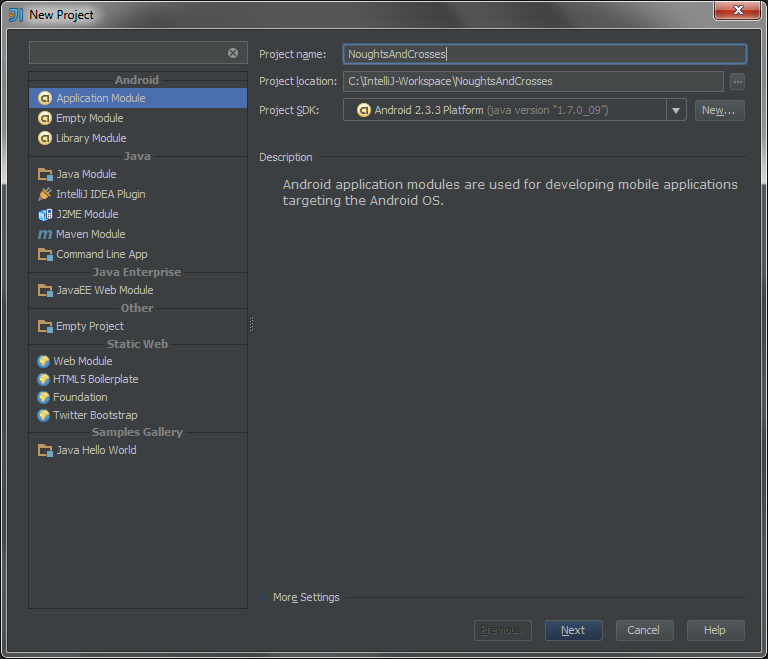 New Project
Android
Application Module
Empty Module
Library Module
Java
Java Module
IntelliJ IDEA Plugin
J2ME Module
Maven Module
Command Line App
Java Enterprise
JavaEE Web Module
Other
Empty Project
Static Web
Web Module
HTML5 Boilerplate
Foundation
Twitter Bootstrap
Samples Gallery
Java Hello World
Project name: NoughtsAndCrosses
Project location: C:\IntelliJ-Workspace\NoughtsAndCrosses ...
Project SDK: Android 2.3.3 Platform (java version "1.7.0_09") New...
Description
Android application modules are used for developing mobile applications
targeting the Android OS.
More Settings
Previous Next Cancel Help